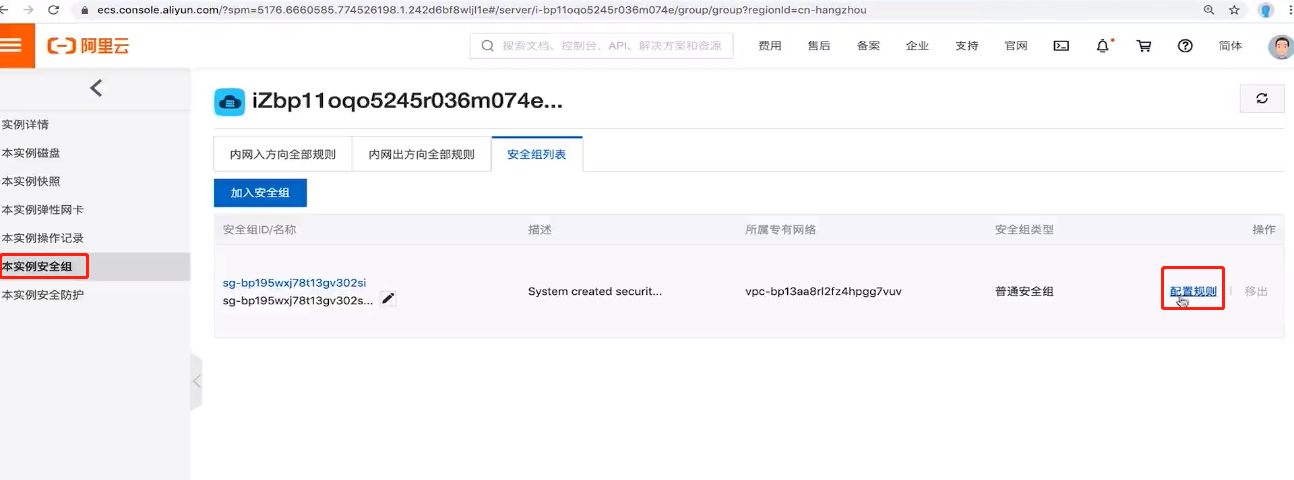 ecs.console.aliyun.com/?spm=5176.6660585.774526198.1.242d6bf8wljl1e#/server/i-bp11oqo5245r036m074e/group/group?regionId=cn-hangzhou
阿里云
搜索文档、控制台、API、解决方案和资源
费用 售后 备案 企业 支持 官网 简体
iZbp11oqo5245r036m074e...
实例详情
本实例磁盘
本实例快照
本实例弹性网卡
本实例操作记录
本实例安全组
本实例安全防护
内网入方向全部规则 内网出方向全部规则 安全组列表
加入安全组
安全组ID/名称 描述 所属专有网络 安全组类型 操作
sg-bp195wxj78t13gv302si
sg-bp195wxj78t13gv302s...
System created securit... vpc-bp13aa8rl2fz4hpgg7vuv 普通安全组 配置规则 移出